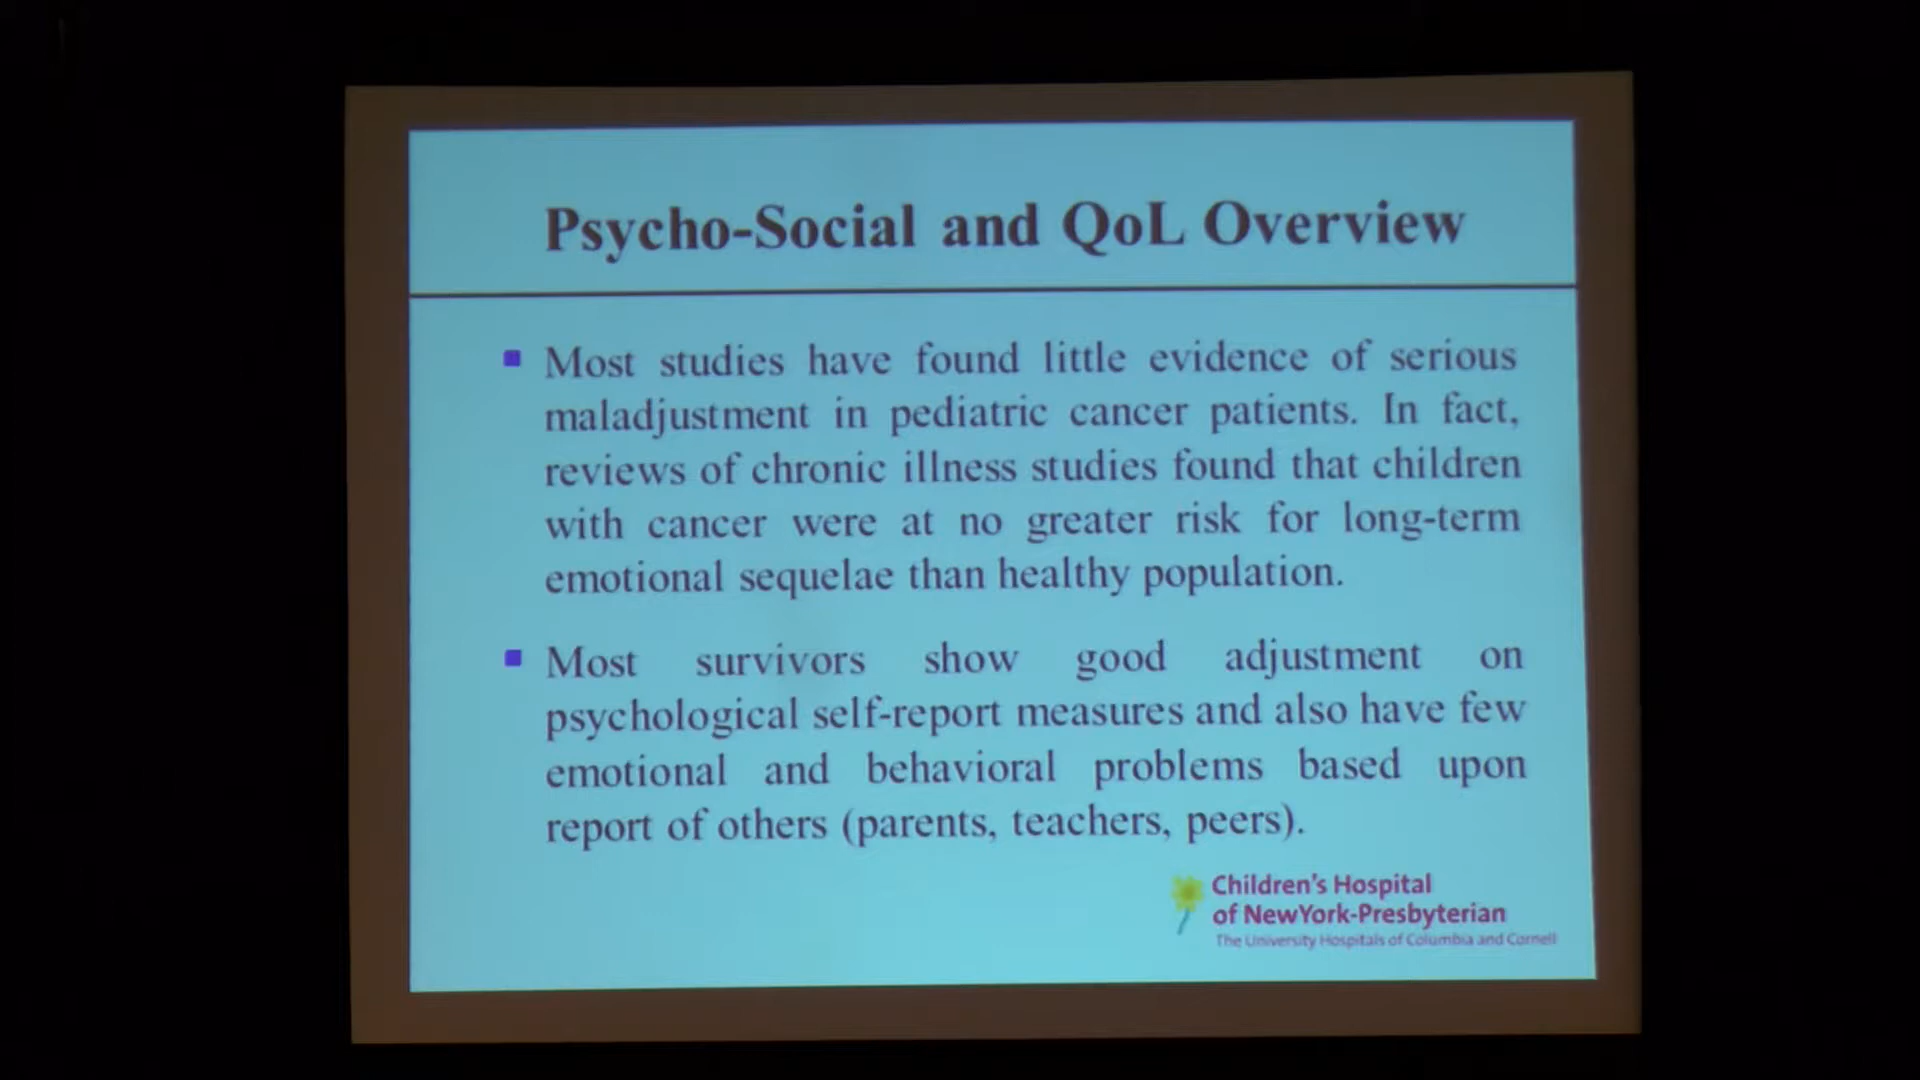 Psycho-Social and QoL Overview
Most studies have found little evidence of serious
maladjustment in pediatric cancer patients. In fact,
reviews of chronic illness studies found that children
with cancer were at no greater risk for long-term
emotional sequelae than healthy population.
Most survivors show good adjustment on
psychological self-report measures and also have few
emotional and behavioral problems based upon
report of others (parents, teachers, peers).
Children's Hospital
of NewYork-Presbyterian
The University Hospitals of Columbia and Cornell